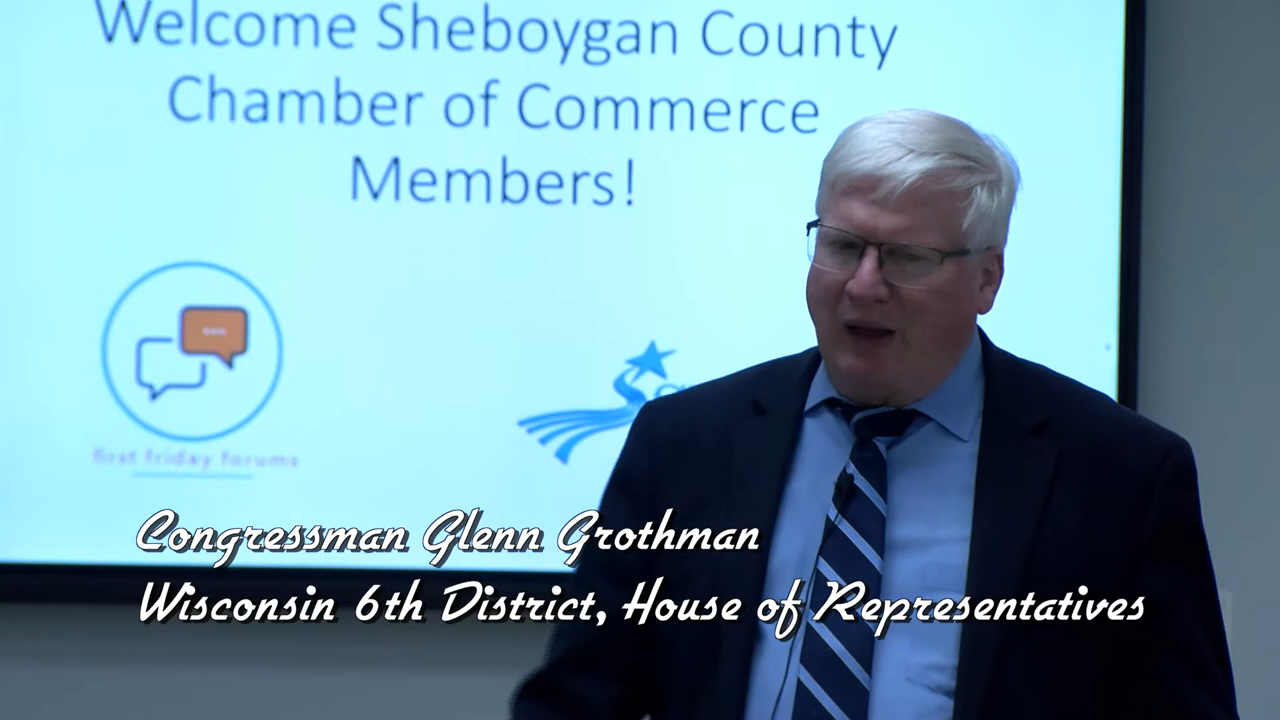 Welcome Sheboygan County
Chamber of Commerce
Members!
first friday forums
Congressman Glenn Grothman
Wisconsin 6th District, House of Representatives